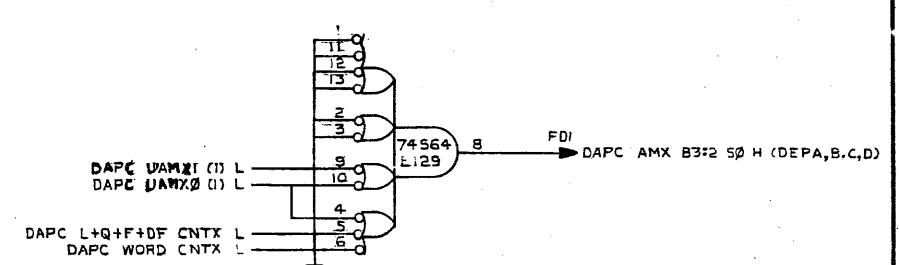 1
11
12
13
2
3
74S64
E129
8
FD1
DAPC AMX B3:2 SØ H (DEPA,B.C,D)
DAPC UAMX1 (1) L
9
DAPC UAMXØ (1) L
10
4
DAPC L+Q+F+DF CNTX L
5
DAPC WORD CNTX L
6